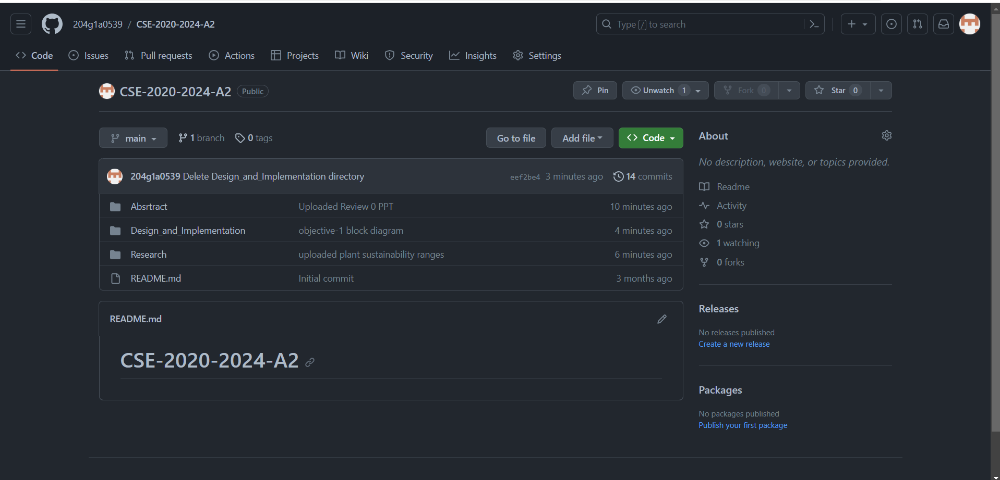 204g1a0539 / CSE-2020-2024-A2
Type / to search
Code Issues Pull requests Actions Projects Wiki Security Insights Settings
CSE-2020-2024-A2 Public
Pin Unwatch 1 Fork 0 Star 0
main 1 branch 0 tags Go to file Add file Code
204g1a0539 Delete Design_and_Implementation directory eef2be4 3 minutes ago 14 commits
Absrtract Uploaded Review 0 PPT 10 minutes ago
Design_and_Implementation objective-1 block diagram 4 minutes ago
Research uploaded plant sustainability ranges 6 minutes ago
README.md Initial commit 3 months ago
README.md
CSE-2020-2024-A2
About
No description, website, or topics provided.
Readme
Activity
0 stars
1 watching
0 forks
Releases
No releases published
Create a new release
Packages
No packages published
Publish your first package